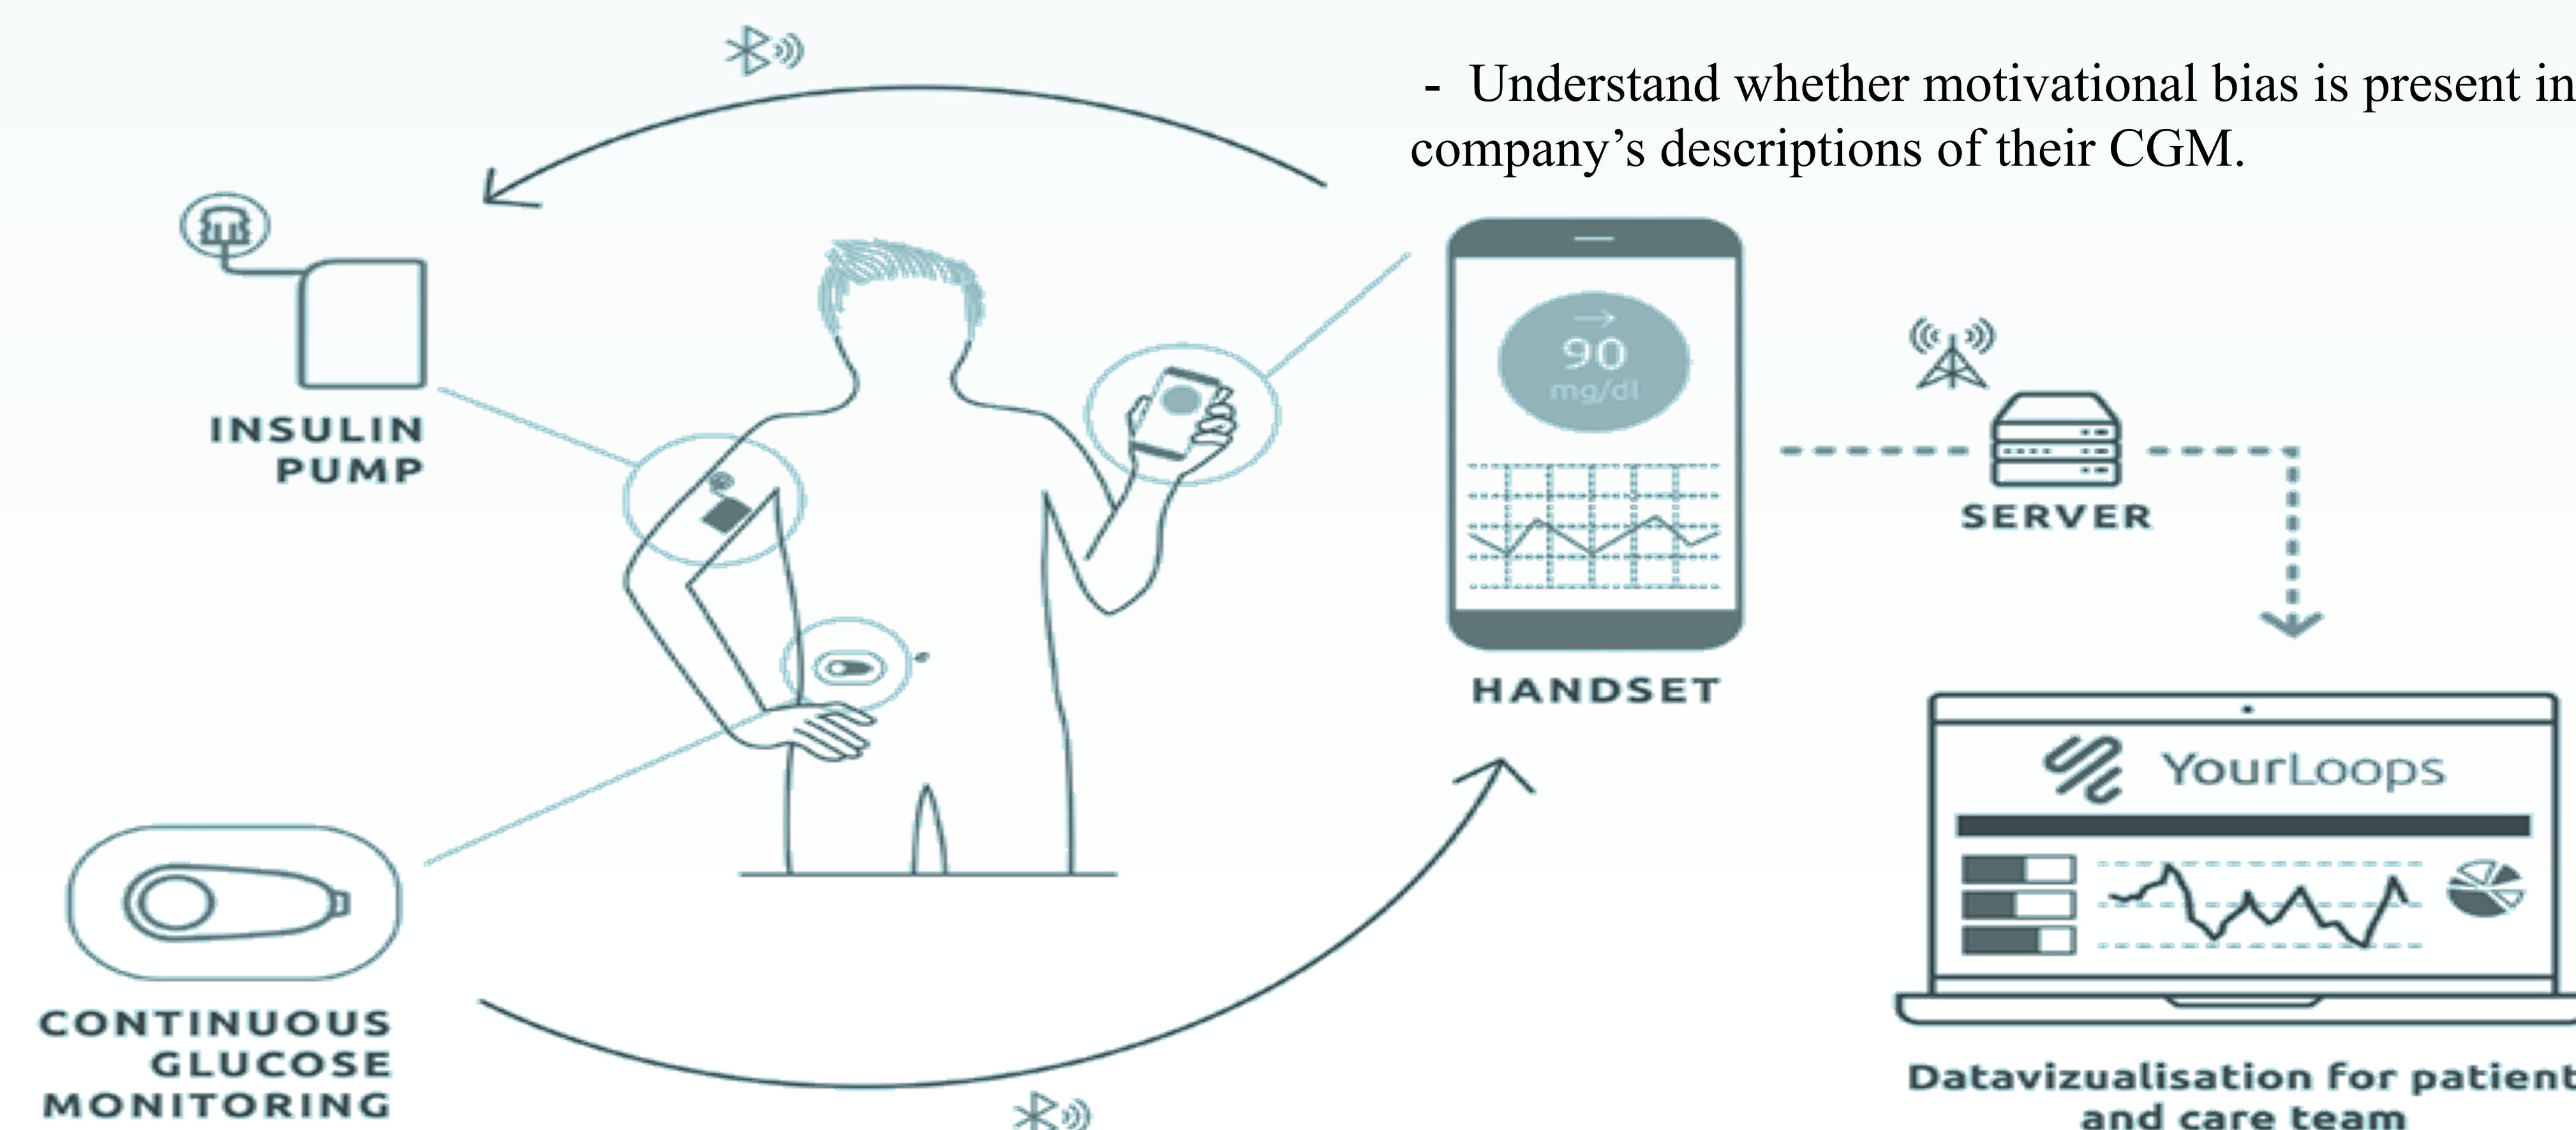 - Understand whether motivational bias is present in
company’s descriptions of their CGM.
INSULIN
PUMP
90
mg/dl
SERVER
HANDSET
YourLoops
CONTINUOUS
GLUCOSE
MONITORING
Datavizualisation for patient
and care team